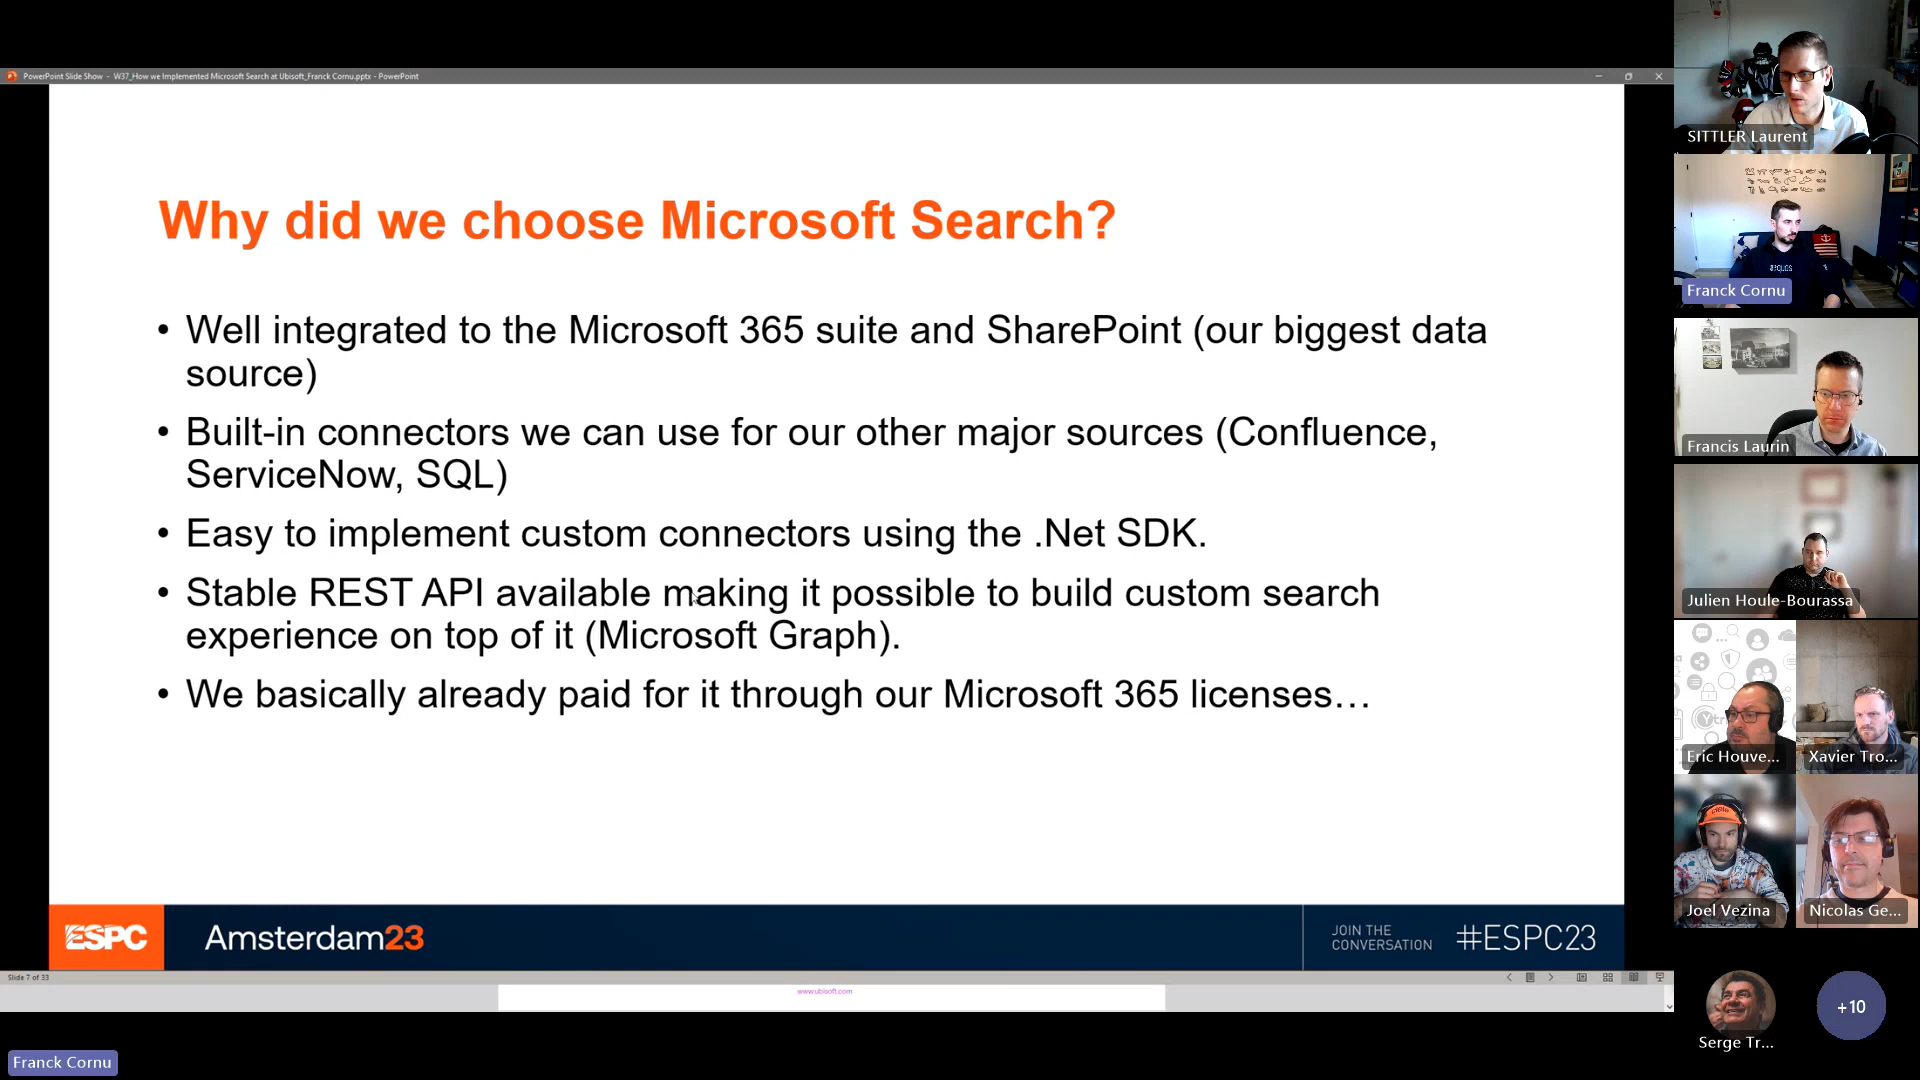 PowerPoint Slide Show - W37_How we Implemented Microsoft Search at Ubisoft_Franck Cornu.pptx - PowerPoint
Why did we choose Microsoft Search?
• Well integrated to the Microsoft 365 suite and SharePoint (our biggest data
source)
• Built-in connectors we can use for our other major sources (Confluence,
ServiceNow, SQL)
• Easy to implement custom connectors using the .Net SDK.
• Stable REST API available making it possible to build custom search
experience on top of it (Microsoft Graph).
• We basically already paid for it through our Microsoft 365 licenses…
ESPC
Amsterdam23
JOIN THE
CONVERSATION
#ESPC23
Slide 7 of 33
www.ubisoft.com
Franck Cornu
SITTLER Laurent
Franck Cornu
Francis Laurin
Julien Houle-Bourassa
Eric Houve...
Xavier Tro...
Joel Vezina
Nicolas Ge...
Serge Tr...
+10